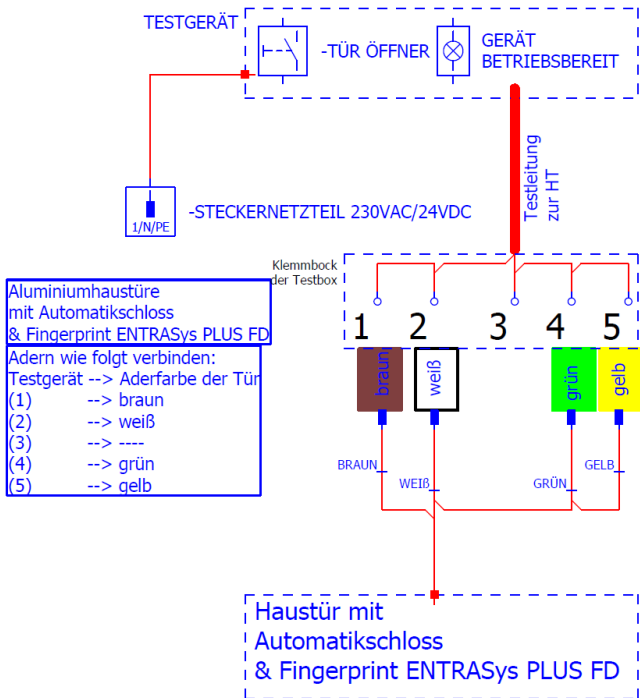 TESTGERÄT
-TÜR ÖFFNER
GERÄT
BETRIEBSBEREIT
Testleitung
zur HT
1/N/PE
-STECKERNETZTEIL 230VAC/24VDC
Klemmbock
der Testbox
1 2 3 4 5
braun weiß grün gelb
Aluminiumhaustüre
mit Automatikschloss
& Fingerprint ENTRASys PLUS FD
Adern wie folgt verbinden:
Testgerät --> Aderfarbe der Tür
(1) --> braun
(2) --> weiß
(3) --> ----
(4) --> grün
(5) --> gelb
BRAUN WEIß GRÜN GELB
Haustür mit
Automatikschloss
& Fingerprint ENTRASys PLUS FD